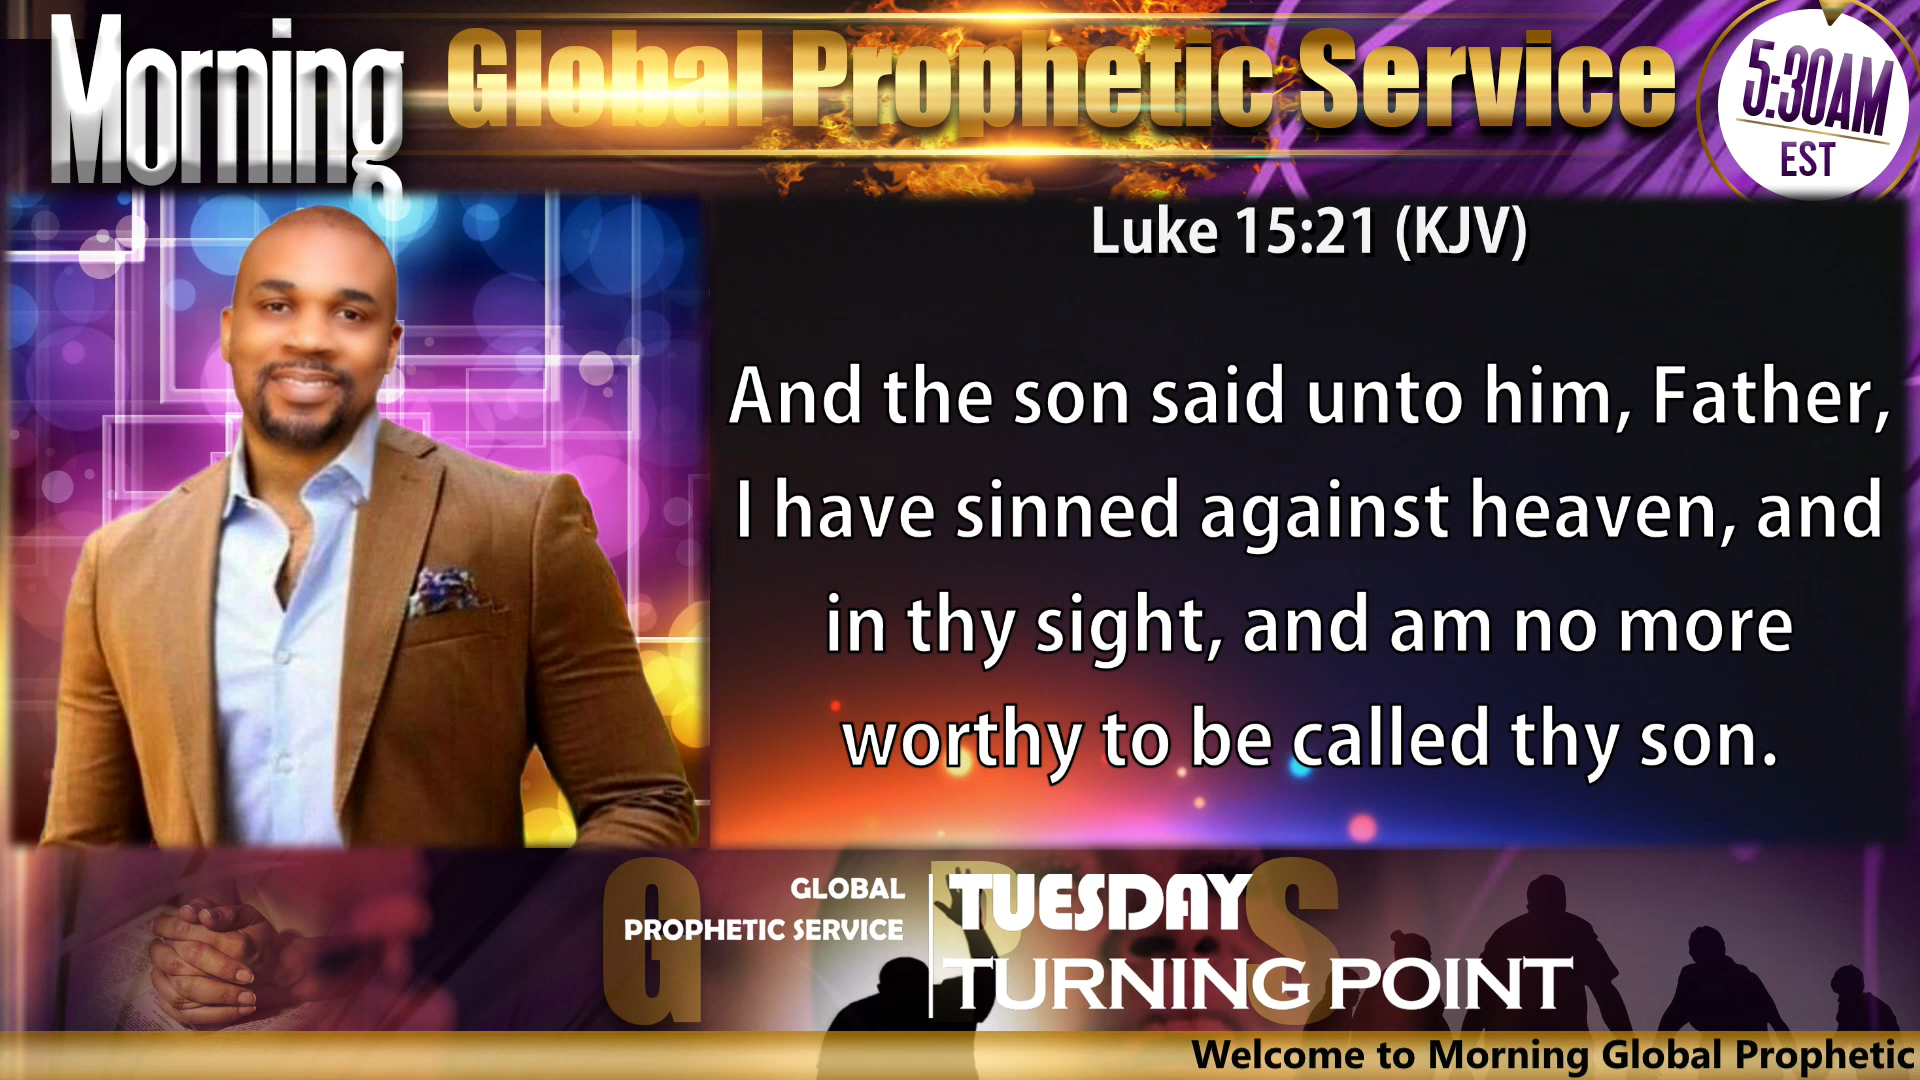 Morning
Global Prophetic Service
5:30AM
EST
Luke 15:21 (KJV)
And the son said unto him, Father,
I have sinned against heaven, and
in thy sight, and am no more
worthy to be called thy son.
GPS
GLOBAL
PROPHETIC SERVICE
TUESDAY
TURNING POINT
Welcome to Morning Global Prophetic